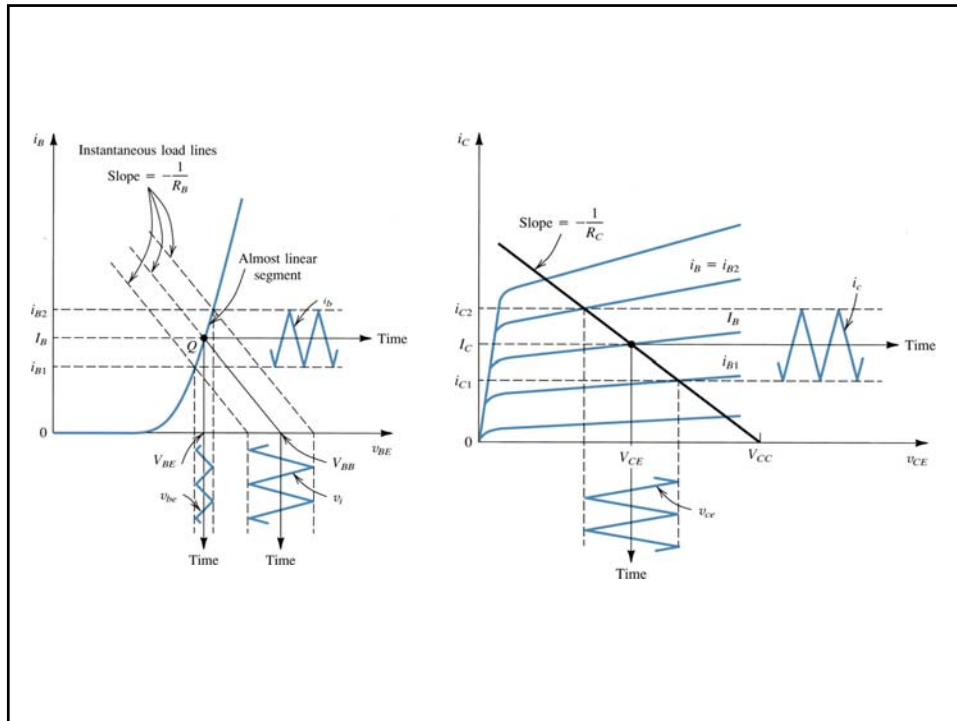 i_B
Instantaneous load lines
Slope = -1/R_B
Almost linear
segment
i_B2
i_b
I_B
Q
Time
i_B1
0
v_BE
V_BE
V_BB
v_be
v_i
Time
Time
i_C
Slope = -1/R_C
i_B = i_B2
i_C2
i_c
I_B
I_C
Time
i_B1
i_C1
0
V_CE
V_CC
v_CE
v_ce
Time